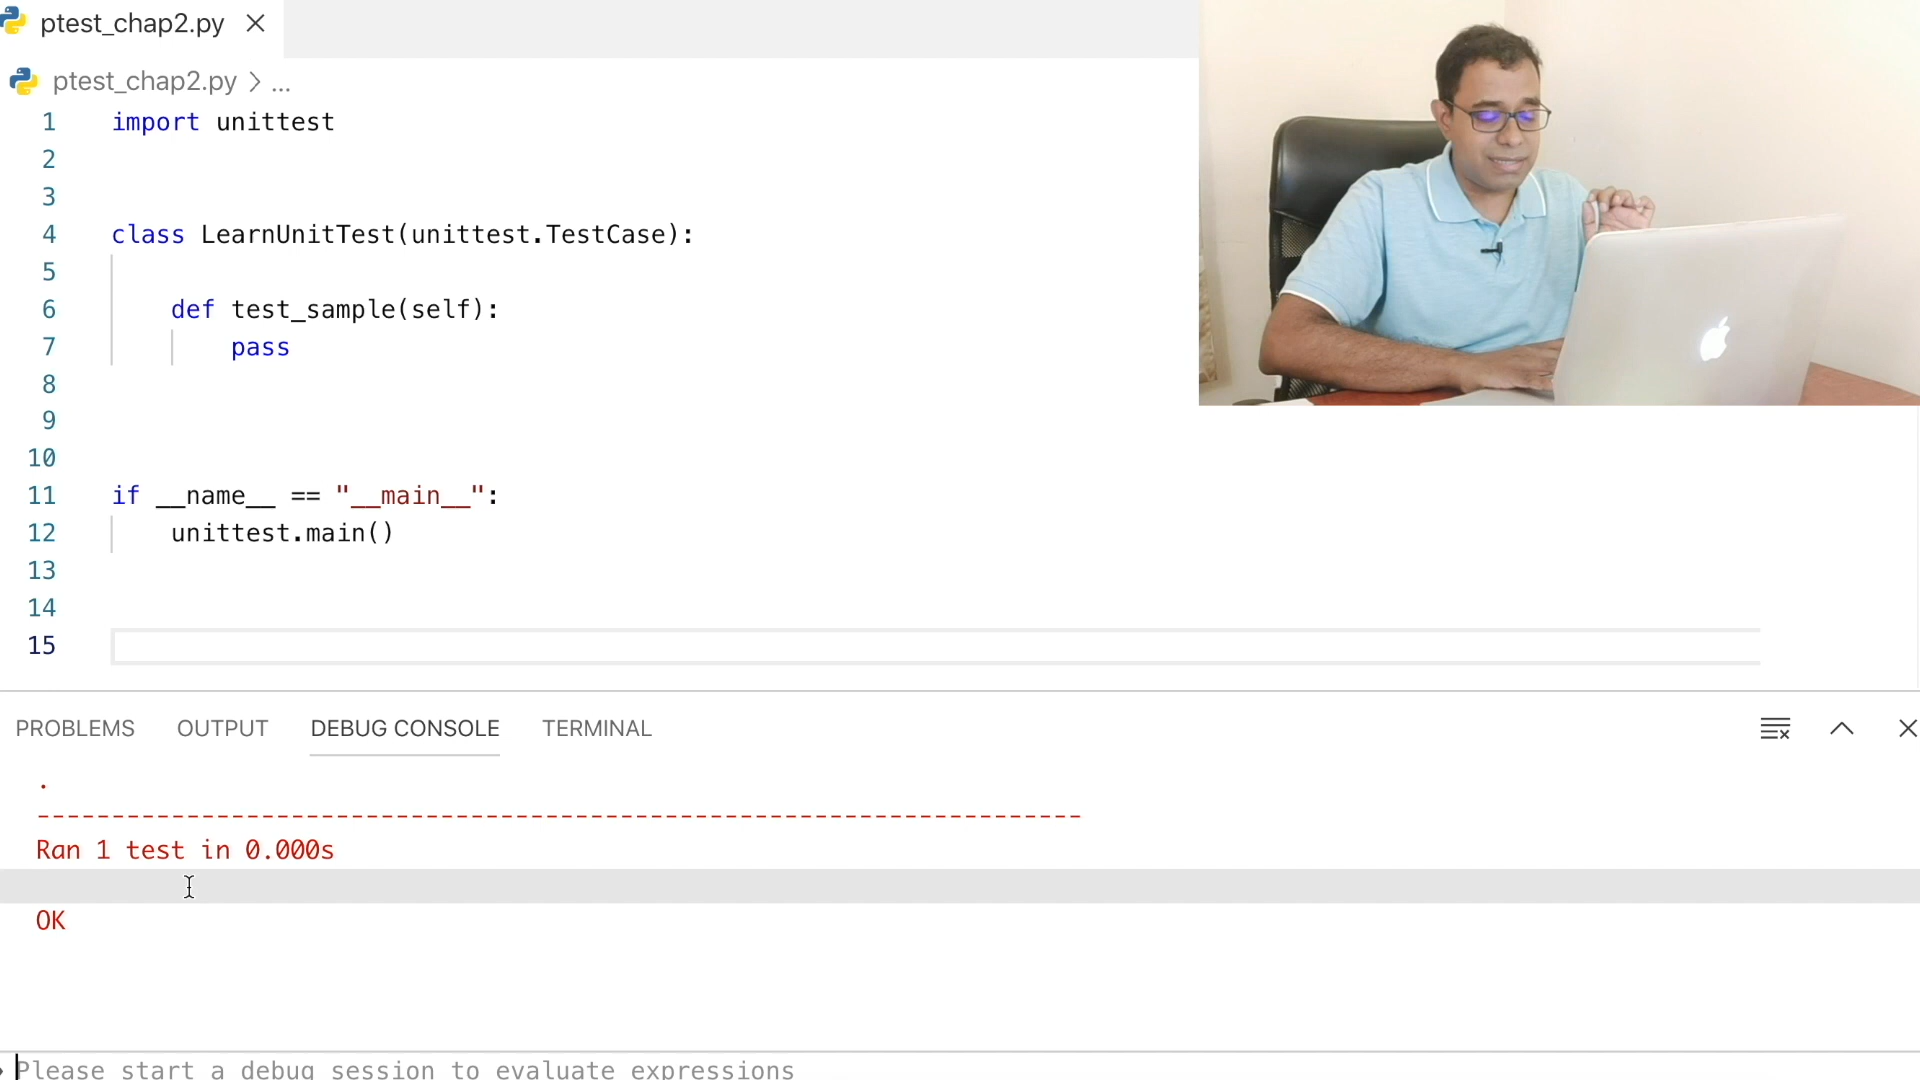 ptest_chap2.py
ptest_chap2.py > ...
1 import unittest
2
3
4 class LearnUnitTest(unittest.TestCase):
5
6 def test_sample(self):
7 pass
8
9
10
11 if __name__ == "__main__":
12 unittest.main()
13
14
15
PROBLEMS OUTPUT DEBUG CONSOLE TERMINAL
.
----------------------------------------------------------------------
Ran 1 test in 0.000s
OK
Please start a debug session to evaluate expressions